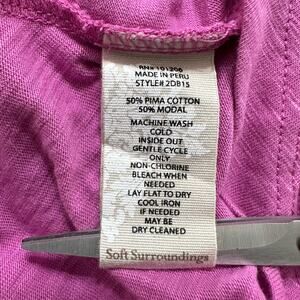 RN# 101206
MADE IN PERU
STYLE# 2DB15
50% PIMA COTTON
50% MODAL
MACHINE WASH
COLD
INSIDE OUT
GENTLE CYCLE
ONLY
NON-CHLORINE
BLEACH WHEN
NEEDED
LAY FLAT TO DRY
COOL IRON
IF NEEDED
MAY BE
DRY CLEANED
Soft Surroundings